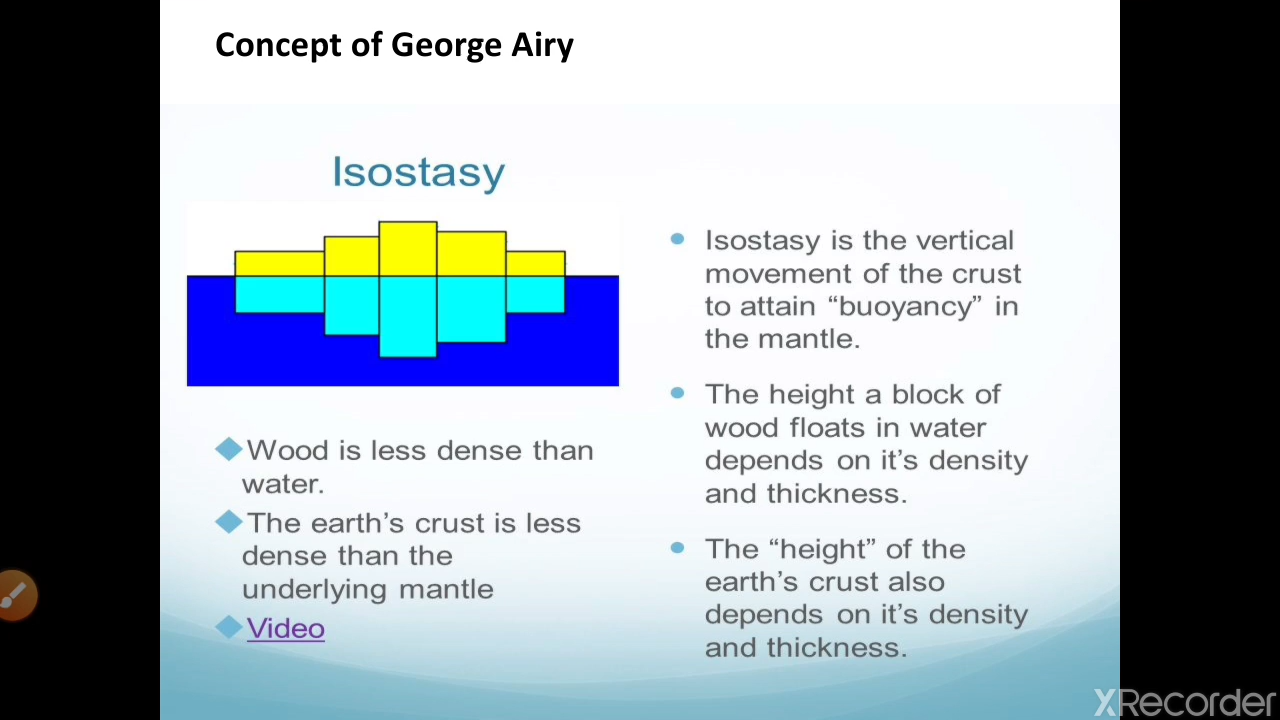 Concept of George Airy
Isostasy
Wood is less dense than
water.
The earth's crust is less
dense than the
underlying mantle
Video
Isostasy is the vertical
movement of the crust
to attain “buoyancy” in
the mantle.
The height a block of
wood floats in water
depends on it's density
and thickness.
The “height” of the
earth's crust also
depends on it's density
and thickness.
XRecorder